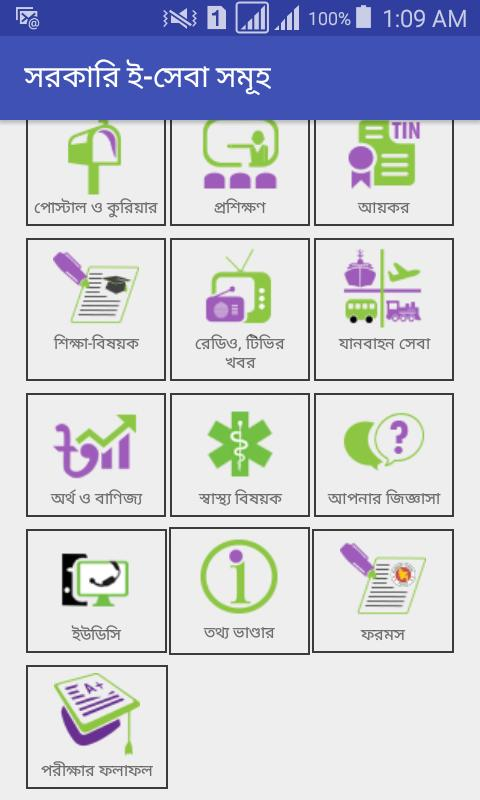 100% 1:09 AM
সরকারি ই-সেবা সমূহ
TIN
পোস্টাল ও কুরিয়ার
প্রশিক্ষণ
আয়কর
শিক্ষা-বিষয়ক
রেডিও, টিভির
খবর
যানবাহন সেবা
অর্থ ও বাণিজ্য
স্বাস্থ্য বিষয়ক
?
আপনার জিজ্ঞাসা
ইউডিসি
তথ্য ভাণ্ডার
ফরমস
A+
পরীক্ষার ফলাফল